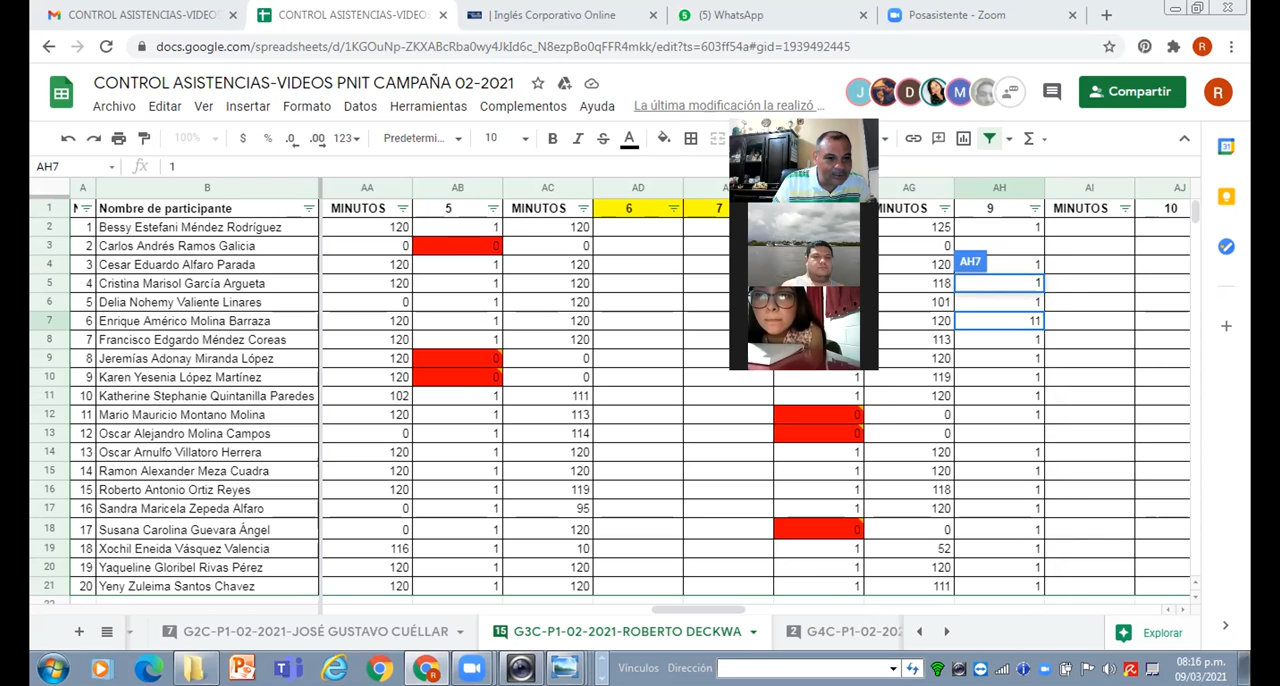 CONTROL ASISTENCIAS-VIDEOS
CONTROL ASISTENCIAS-VIDEOS
| Inglés Corporativo Online
(5) WhatsApp
Posasistente - Zoom
docs.google.com/spreadsheets/d/1KGOuNp-ZKXABcRba0wy4JkId6c_N8ezpBo0qFFR4mkk/edit?ts=603ff54a#gid=1939492445
R
CONTROL ASISTENCIAS-VIDEOS PNIT CAMPAÑA 02-2021
J D M
Compartir
R
Archivo Editar Ver Insertar Formato Datos Herramientas Complementos Ayuda La última modificación la realizó ...
100% $ % .0 .00 123 Predetermi... 10 B I S A Σ
AH7 fx 1
A B AA AB AC AD AG AH AI AJ
1 Nombre de participante MINUTOS 5 MINUTOS 6 7 MINUTOS 9 MINUTOS 10
2 1 Bessy Estefani Méndez Rodríguez 120 1 120 125 1
3 2 Carlos Andrés Ramos Galicia 0 0 0 0
4 3 Cesar Eduardo Alfaro Parada 120 1 120 120 AH7 1
5 4 Cristina Marisol García Argueta 120 1 120 118 1
6 5 Delia Nohemy Valiente Linares 0 1 120 101 1
7 6 Enrique Américo Molina Barraza 120 1 120 120 11
8 7 Francisco Edgardo Méndez Coreas 120 1 120 113 1
9 8 Jeremías Adonay Miranda López 120 0 0 120 1
10 9 Karen Yesenia López Martínez 120 0 0 1 119 1
11 10 Katherine Stephanie Quintanilla Paredes 102 1 111 1 120 1
12 11 Mario Mauricio Montano Molina 120 1 113 0 0 1
13 12 Oscar Alejandro Molina Campos 0 1 114 0 0
14 13 Oscar Arnulfo Villatoro Herrera 120 1 120 1 120 1
15 14 Ramon Alexander Meza Cuadra 120 1 120 1 120 1
16 15 Roberto Antonio Ortiz Reyes 120 1 119 1 118 1
17 16 Sandra Maricela Zepeda Alfaro 0 1 95 1 120 1
18 17 Susana Carolina Guevara Ángel 0 1 120 0 0 1
19 18 Xochil Eneida Vásquez Valencia 116 1 10 1 52 1
20 19 Yaqueline Gloribel Rivas Pérez 120 1 120 1 120 1
21 20 Yeny Zuleima Santos Chavez 120 1 120 1 111 1
7 G2C-P1-02-2021-JOSÉ GUSTAVO CUÉLLAR 15 G3C-P1-02-2021-ROBERTO DECKWA 2 G4C-P1-02-202 Explorar
Vínculos Dirección
08:16 p.m.
09/03/2021